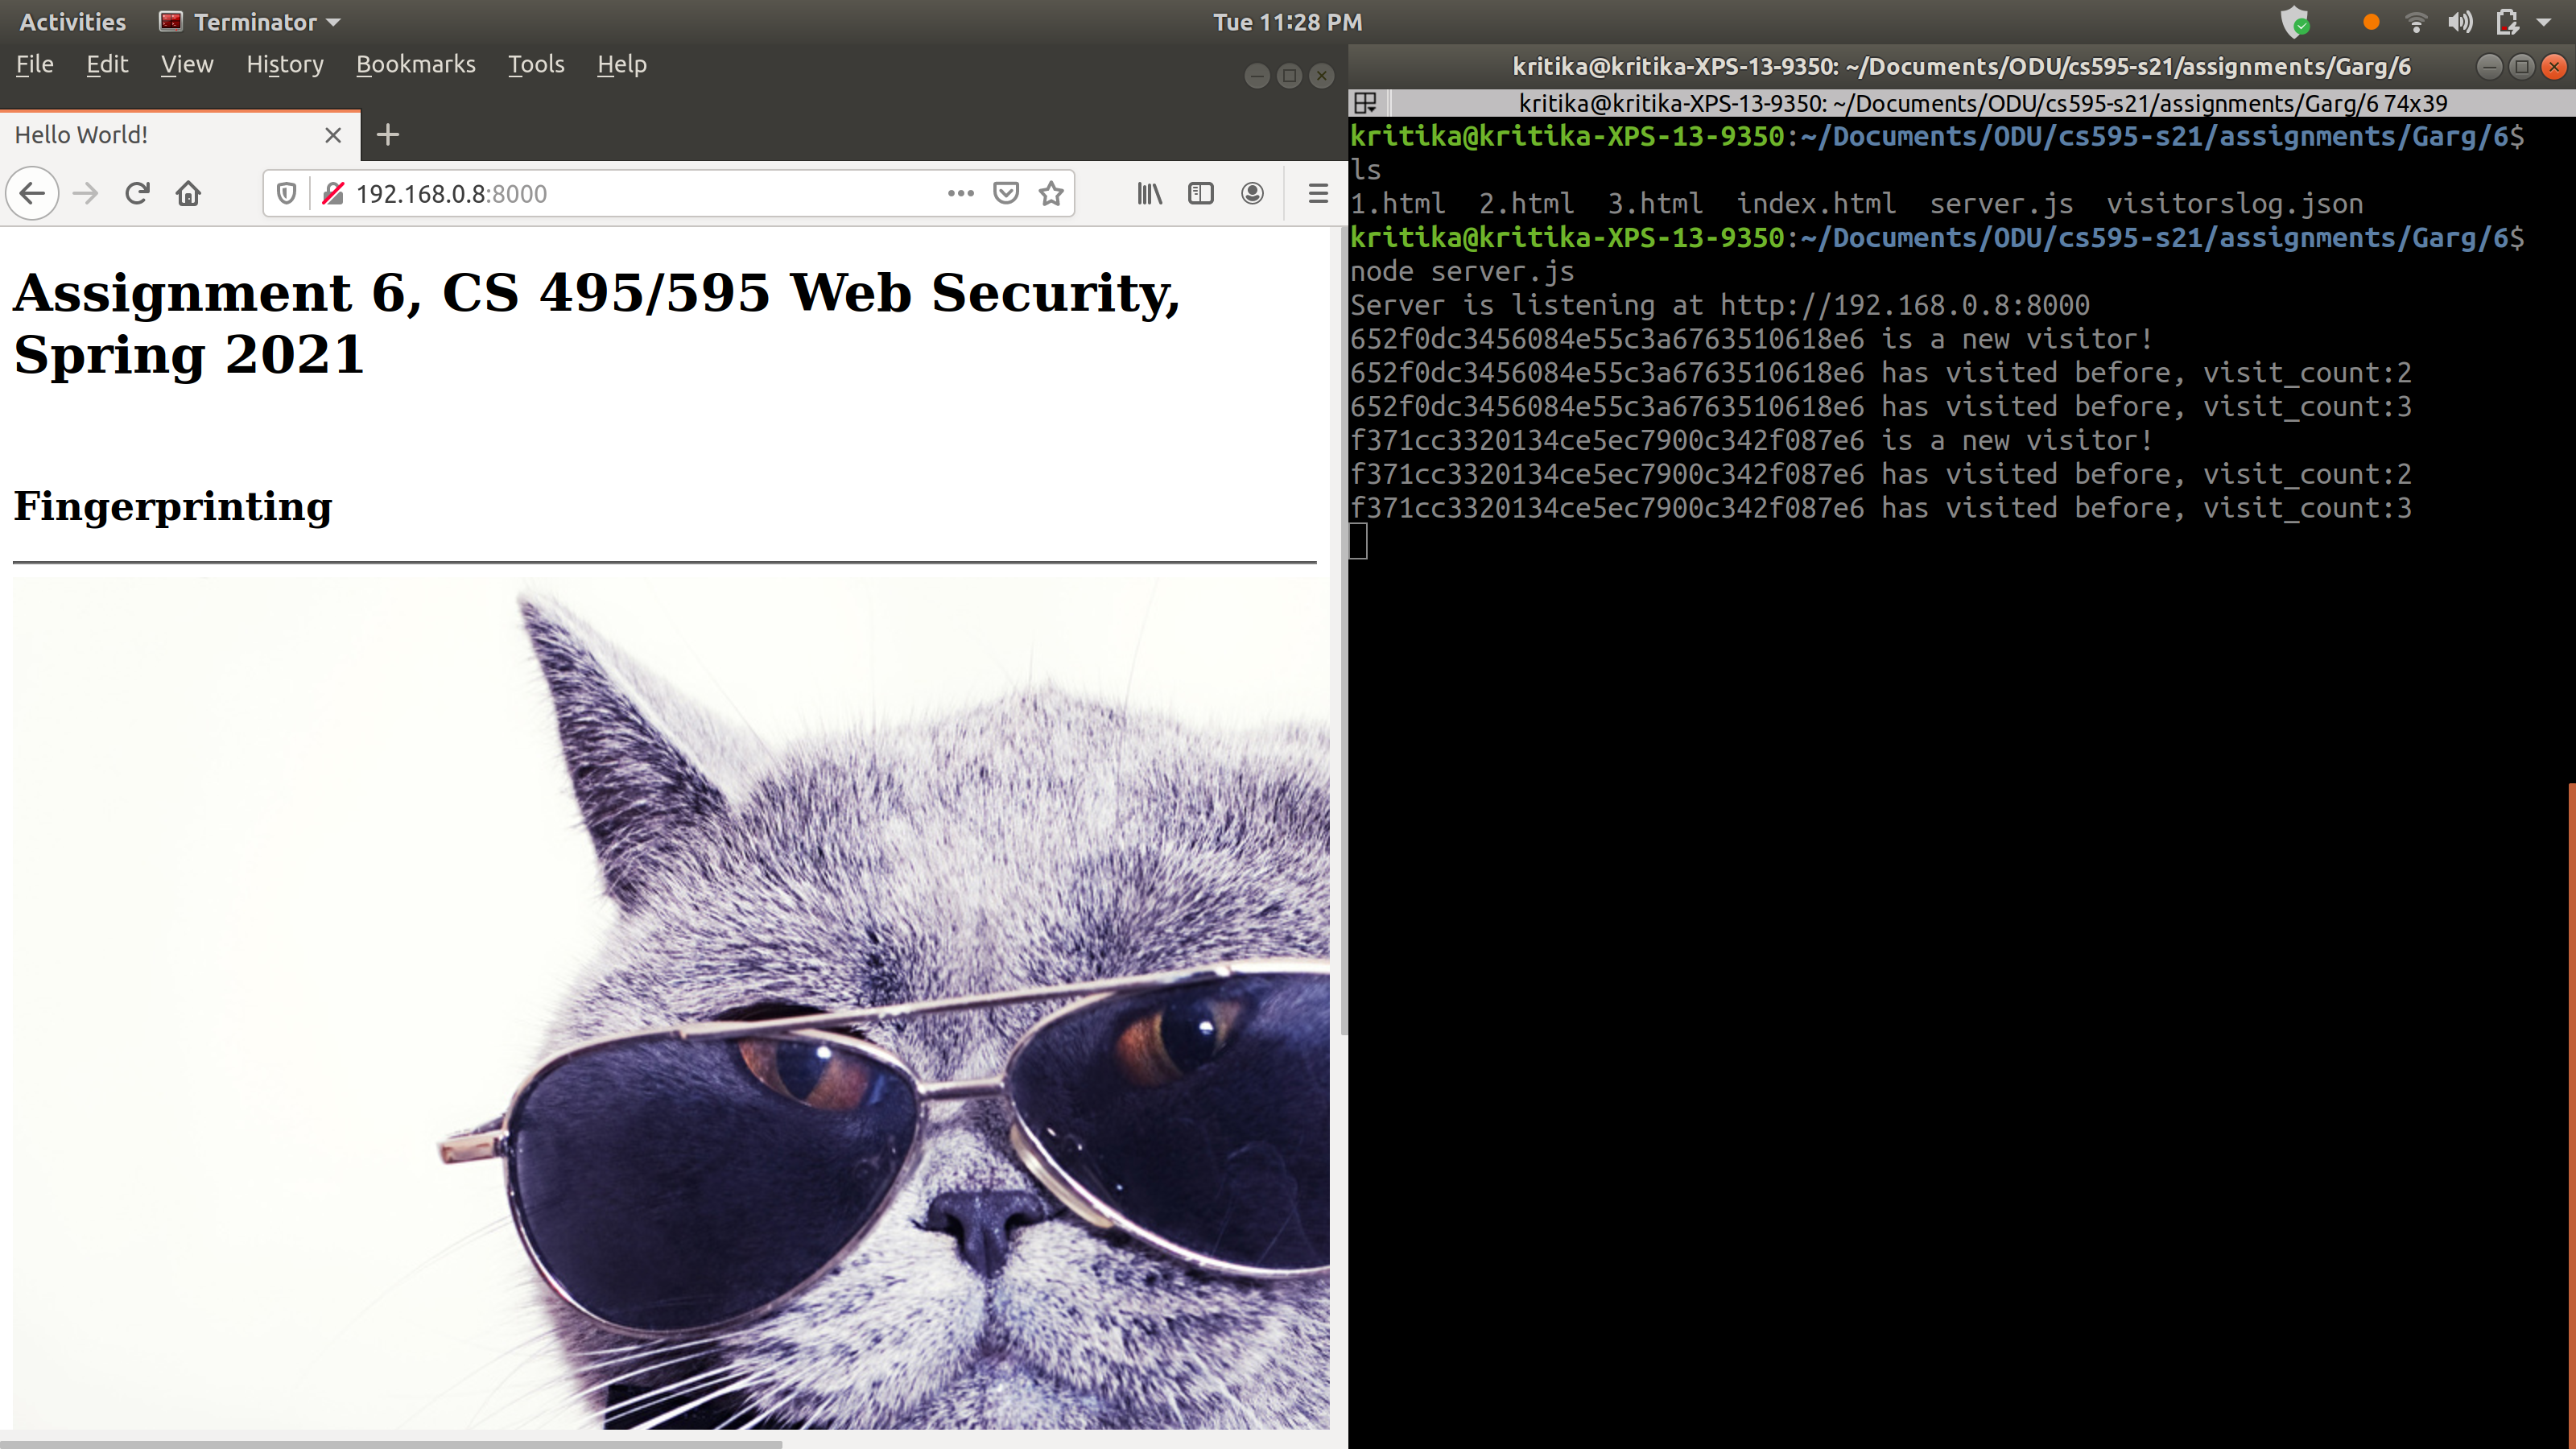 Activities Terminator Tue 11:28 PM
File Edit View History Bookmarks Tools Help
Hello World!
192.168.0.8:8000
Assignment 6, CS 495/595 Web Security,
Spring 2021
Fingerprinting
kritika@kritika-XPS-13-9350: ~/Documents/ODU/cs595-s21/assignments/Garg/6
kritika@kritika-XPS-13-9350: ~/Documents/ODU/cs595-s21/assignments/Garg/6 74x39
kritika@kritika-XPS-13-9350:~/Documents/ODU/cs595-s21/assignments/Garg/6$
ls
1.html 2.html 3.html index.html server.js visitorslog.json
kritika@kritika-XPS-13-9350:~/Documents/ODU/cs595-s21/assignments/Garg/6$
node server.js
Server is listening at http://192.168.0.8:8000
652f0dc3456084e55c3a6763510618e6 is a new visitor!
652f0dc3456084e55c3a6763510618e6 has visited before, visit_count:2
652f0dc3456084e55c3a6763510618e6 has visited before, visit_count:3
f371cc3320134ce5ec7900c342f087e6 is a new visitor!
f371cc3320134ce5ec7900c342f087e6 has visited before, visit_count:2
f371cc3320134ce5ec7900c342f087e6 has visited before, visit_count:3